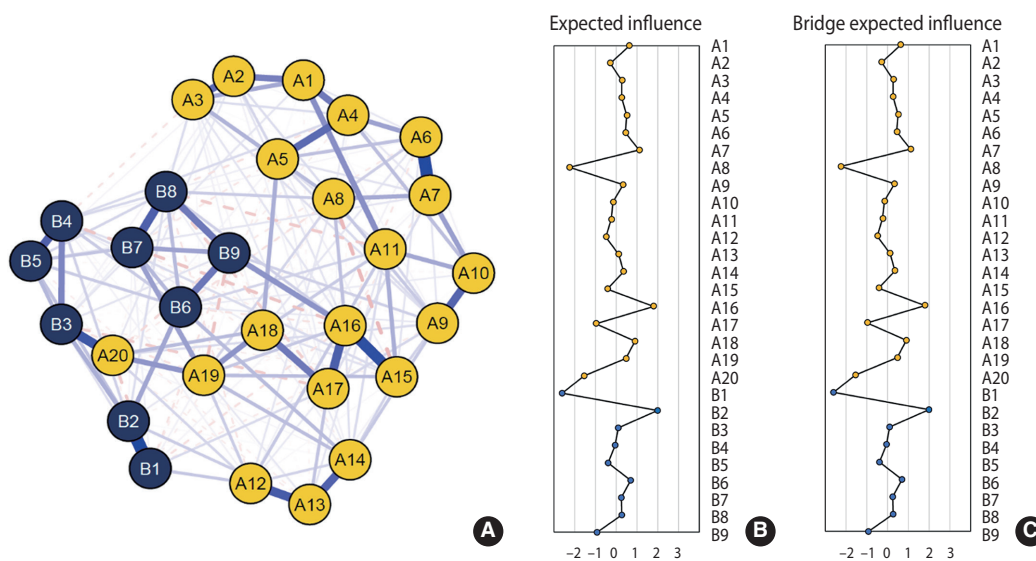 Expected influence
Bridge expected influence
A1
A2
A3
A4
A5
A6
A7
A8
A9
A10
A11
A12
A13
A14
A15
A16
A17
A18
A19
A20
B1
B2
B3
B4
B5
B6
B7
B8
B9
A1
A2
A3
A4
A5
A6
A7
A8
A9
A10
A11
A12
A13
A14
A15
A16
A17
A18
A19
A20
B1
B2
B3
B4
B5
B6
B7
B8
B9
A2
A1
A3
A4
A6
A5
B8
A7
A8
B4
B7
B9
A11
B5
A10
B6
B3
A18
A16
A9
A20
A19
A17
A15
B2
B1
A14
A12
A13
A
B
C
−2 −1 0 1 2 3
−2 −1 0 1 2 3